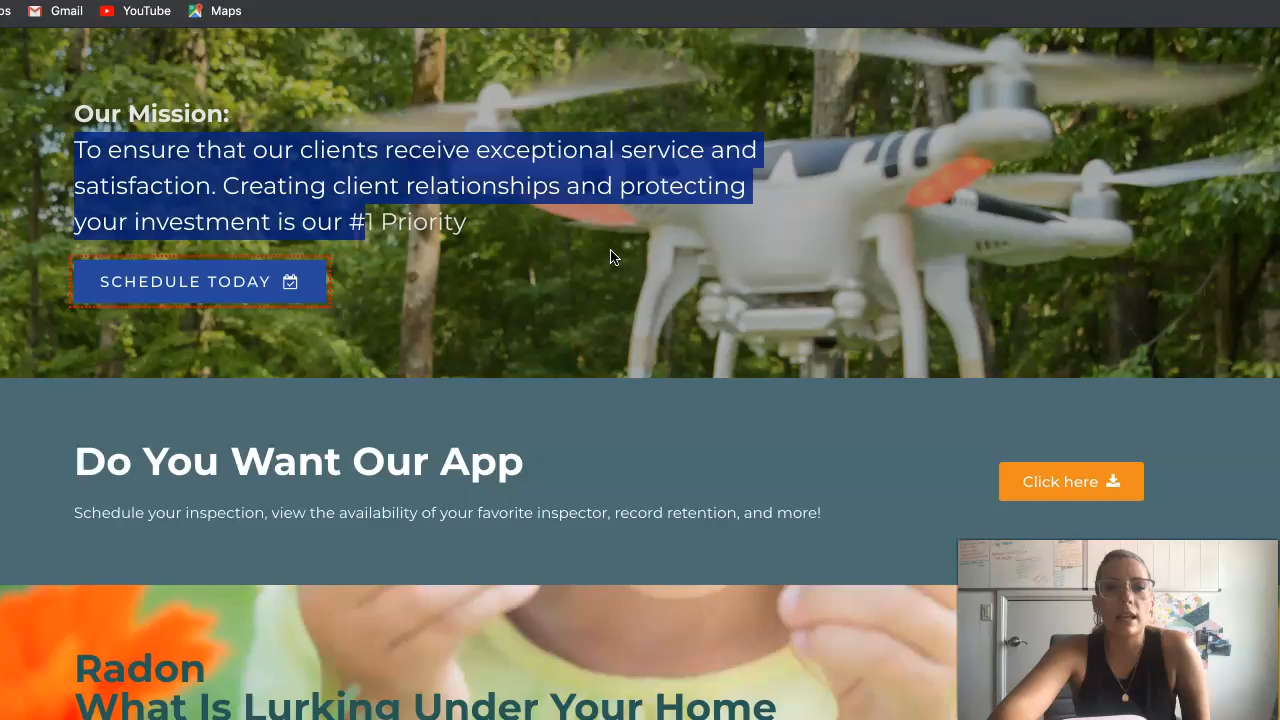 Gmail YouTube Maps
Our Mission:
To ensure that our clients receive exceptional service and
satisfaction. Creating client relationships and protecting
your investment is our #1 Priority
SCHEDULE TODAY
Do You Want Our App
Click here
Schedule your inspection, view the availability of your favorite inspector, record retention, and more!
Radon
What Is Lurking Under Your Home